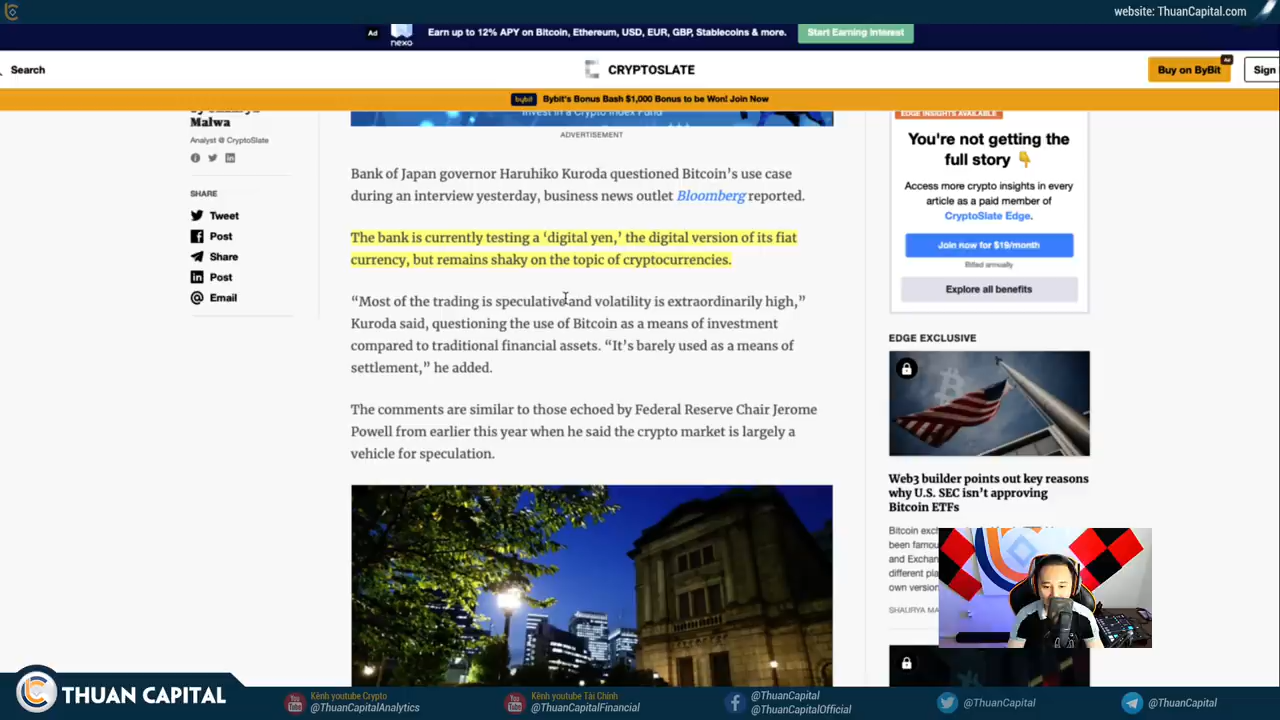 website: ThuanCapital.com
Ad
nexo
Earn up to 12% APY on Bitcoin, Ethereum, USD, EUR, GBP, Stablecoins & more.
Start Earning Interest
Search
CRYPTOSLATE
Buy on ByBit
Ad
Sign
bybit
Bybit's Bonus Bash $1,000 Bonus to be Won! Join Now
Malwa
Analyst @ CryptoSlate
SHARE
Tweet
Post
Share
Post
Email
Invest in a Crypto Index Fund
ADVERTISEMENT
Bank of Japan governor Haruhiko Kuroda questioned Bitcoin’s use case
during an interview yesterday, business news outlet Bloomberg reported.
The bank is currently testing a ‘digital yen,’ the digital version of its fiat
currency, but remains shaky on the topic of cryptocurrencies.
“Most of the trading is speculative and volatility is extraordinarily high,”
Kuroda said, questioning the use of Bitcoin as a means of investment
compared to traditional financial assets. “It’s barely used as a means of
settlement,” he added.
The comments are similar to those echoed by Federal Reserve Chair Jerome
Powell from earlier this year when he said the crypto market is largely a
vehicle for speculation.
EDGE INSIGHTS AVAILABLE
You're not getting the
full story 👇
Access more crypto insights in every
article as a paid member of
CryptoSlate Edge.
Join now for $19/month
Billed annually
Explore all benefits
EDGE EXCLUSIVE
Web3 builder points out key reasons
why U.S. SEC isn’t approving
Bitcoin ETFs
Bitcoin exc
been famou
and Exchan
different pla
own version
SHAURYA MA
THUAN CAPITAL
Kênh youtube Crypto
@ThuanCapitalAnalytics
Kênh youtube Tài Chính
@ThuanCapitalFinancial
@ThuanCapital
@ThuanCapitalOfficial
@ThuanCapital
@ThuanCapital